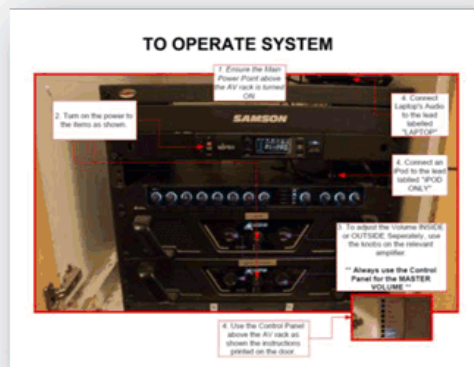 TO OPERATE SYSTEM
1. Ensure the Main
Power Point above
the AV rack is turned
ON
2. Turn on the power to
the items as shown.
SAMSON
4. Connect
Laptop's Audio
to the lead
labelled
"LAPTOP"
4. Connect an
iPod to the lead
labled "IPOD
ONLY"
3. To adjust the Volume INSIDE
or OUTSIDE Seperately, use
the knobs on the relevant
amplifier.
** Always use the Control
Panel for the MASTER
VOLUME **
4. Use the Control Panel
above the AV rack as
shown the instructions
printed on the door.